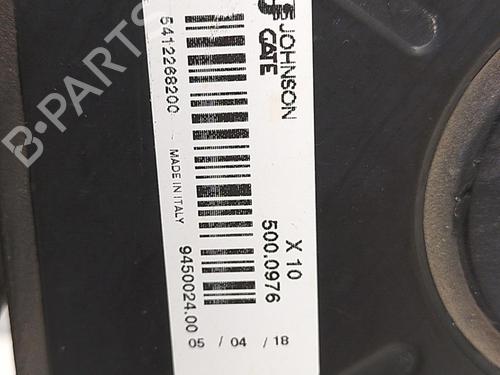 JOHNSON
GATE
5412268200
MADE IN ITALY
X 10
500.0976
9450024.00
05 / 04 / 18
B-PARTS